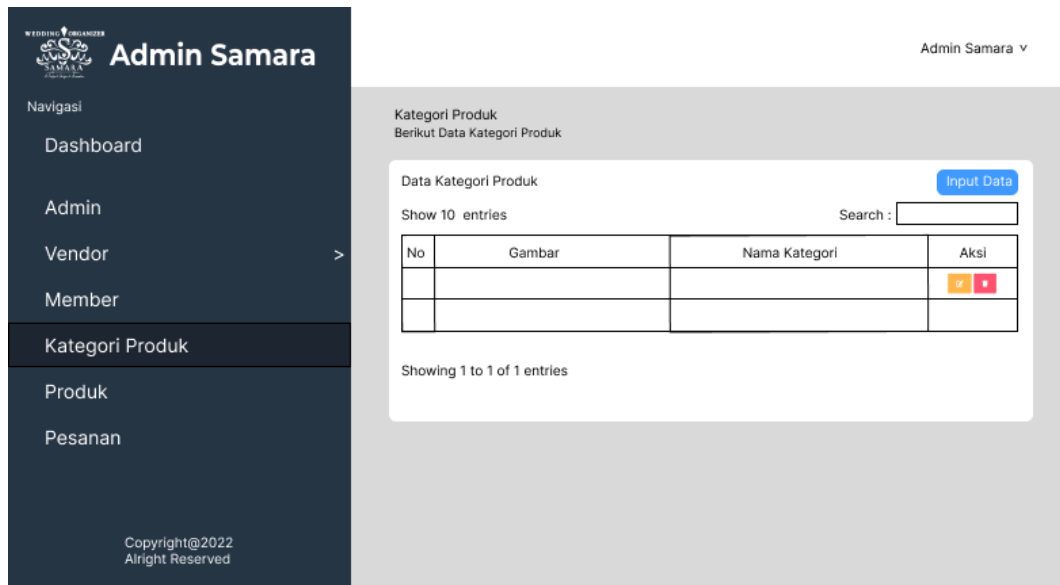 WEDDING ORGANIZER
SAMARA
Admin Samara
Admin Samara v
Navigasi
Dashboard
Admin
Vendor >
Member
Kategori Produk
Produk
Pesanan
Copyright@2022
Alright Reserved
Kategori Produk
Berikut Data Kategori Produk
Data Kategori Produk
Input Data
Show 10 entries
Search :
No Gambar Nama Kategori Aksi
Showing 1 to 1 of 1 entries